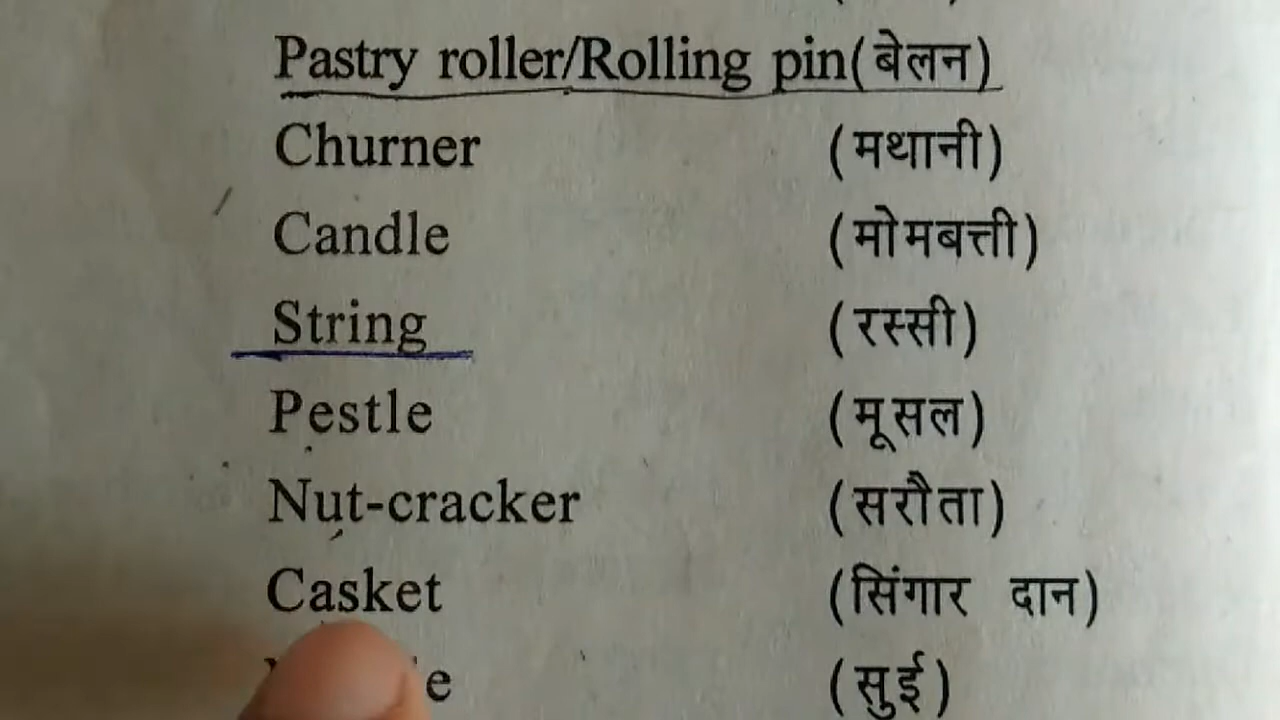 Pastry roller/Rolling pin(बेलन)
Churner (मथानी)
Candle (मोमबत्ती)
String (रस्सी)
Pestle (मूसल)
Nut-cracker (सरौता)
Casket (सिंगार दान)
(सुई)